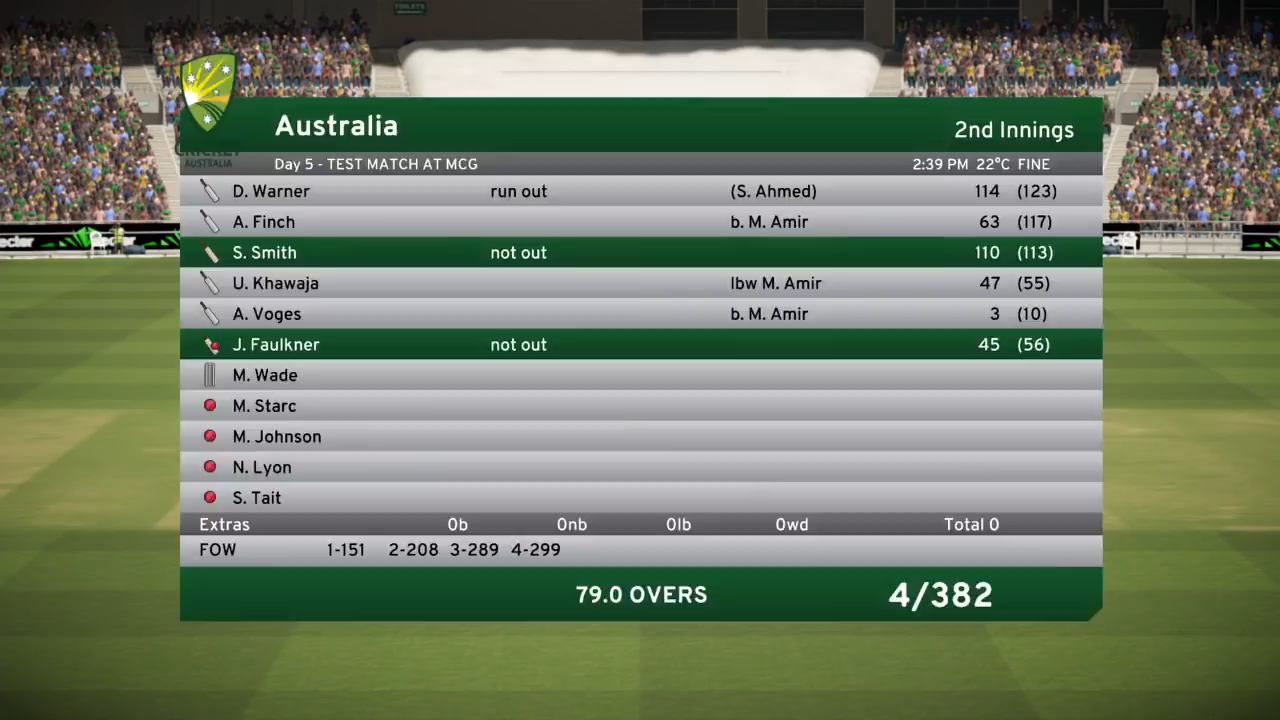 TOILETS
Australia
2nd Innings
CRICKET
AUSTRALIA
Day 5 - TEST MATCH AT MCG 2:39 PM 22°C FINE
D. Warner run out (S. Ahmed) 114 (123)
A. Finch b. M. Amir 63 (117)
S. Smith not out 110 (113)
U. Khawaja lbw M. Amir 47 (55)
A. Voges b. M. Amir 3 (10)
J. Faulkner not out 45 (56)
M. Wade
M. Starc
M. Johnson
N. Lyon
S. Tait
Extras 0b 0nb 0lb 0wd Total 0
FOW 1-151 2-208 3-289 4-299
79.0 OVERS 4/382